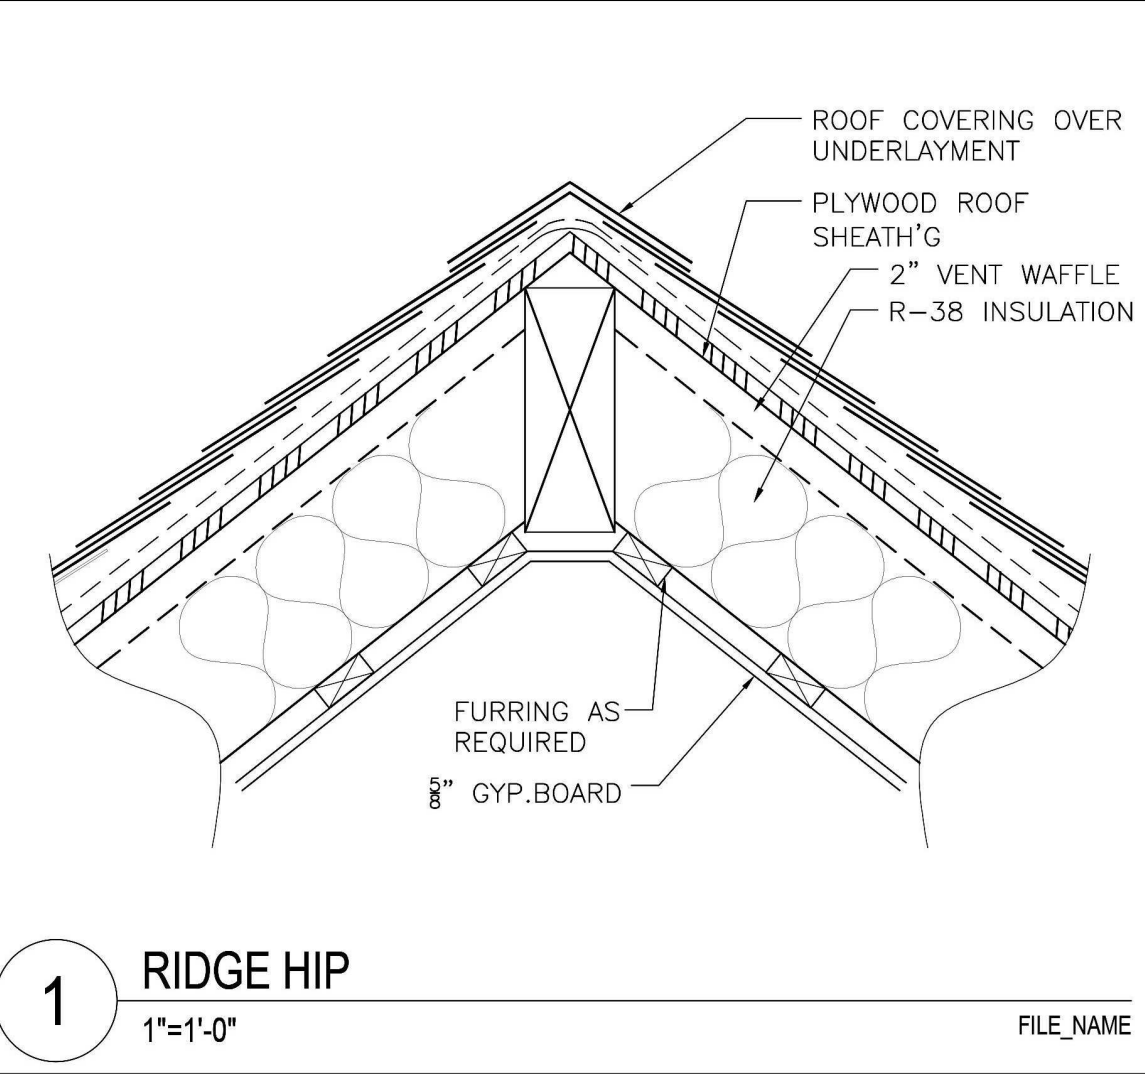 ROOF COVERING OVER
UNDERLAYMENT
PLYWOOD ROOF
SHEATH'G
2" VENT WAFFLE
R-38 INSULATION
FURRING AS
REQUIRED
5/8" GYP.BOARD
1
RIDGE HIP
1"=1'-0"
FILE_NAME